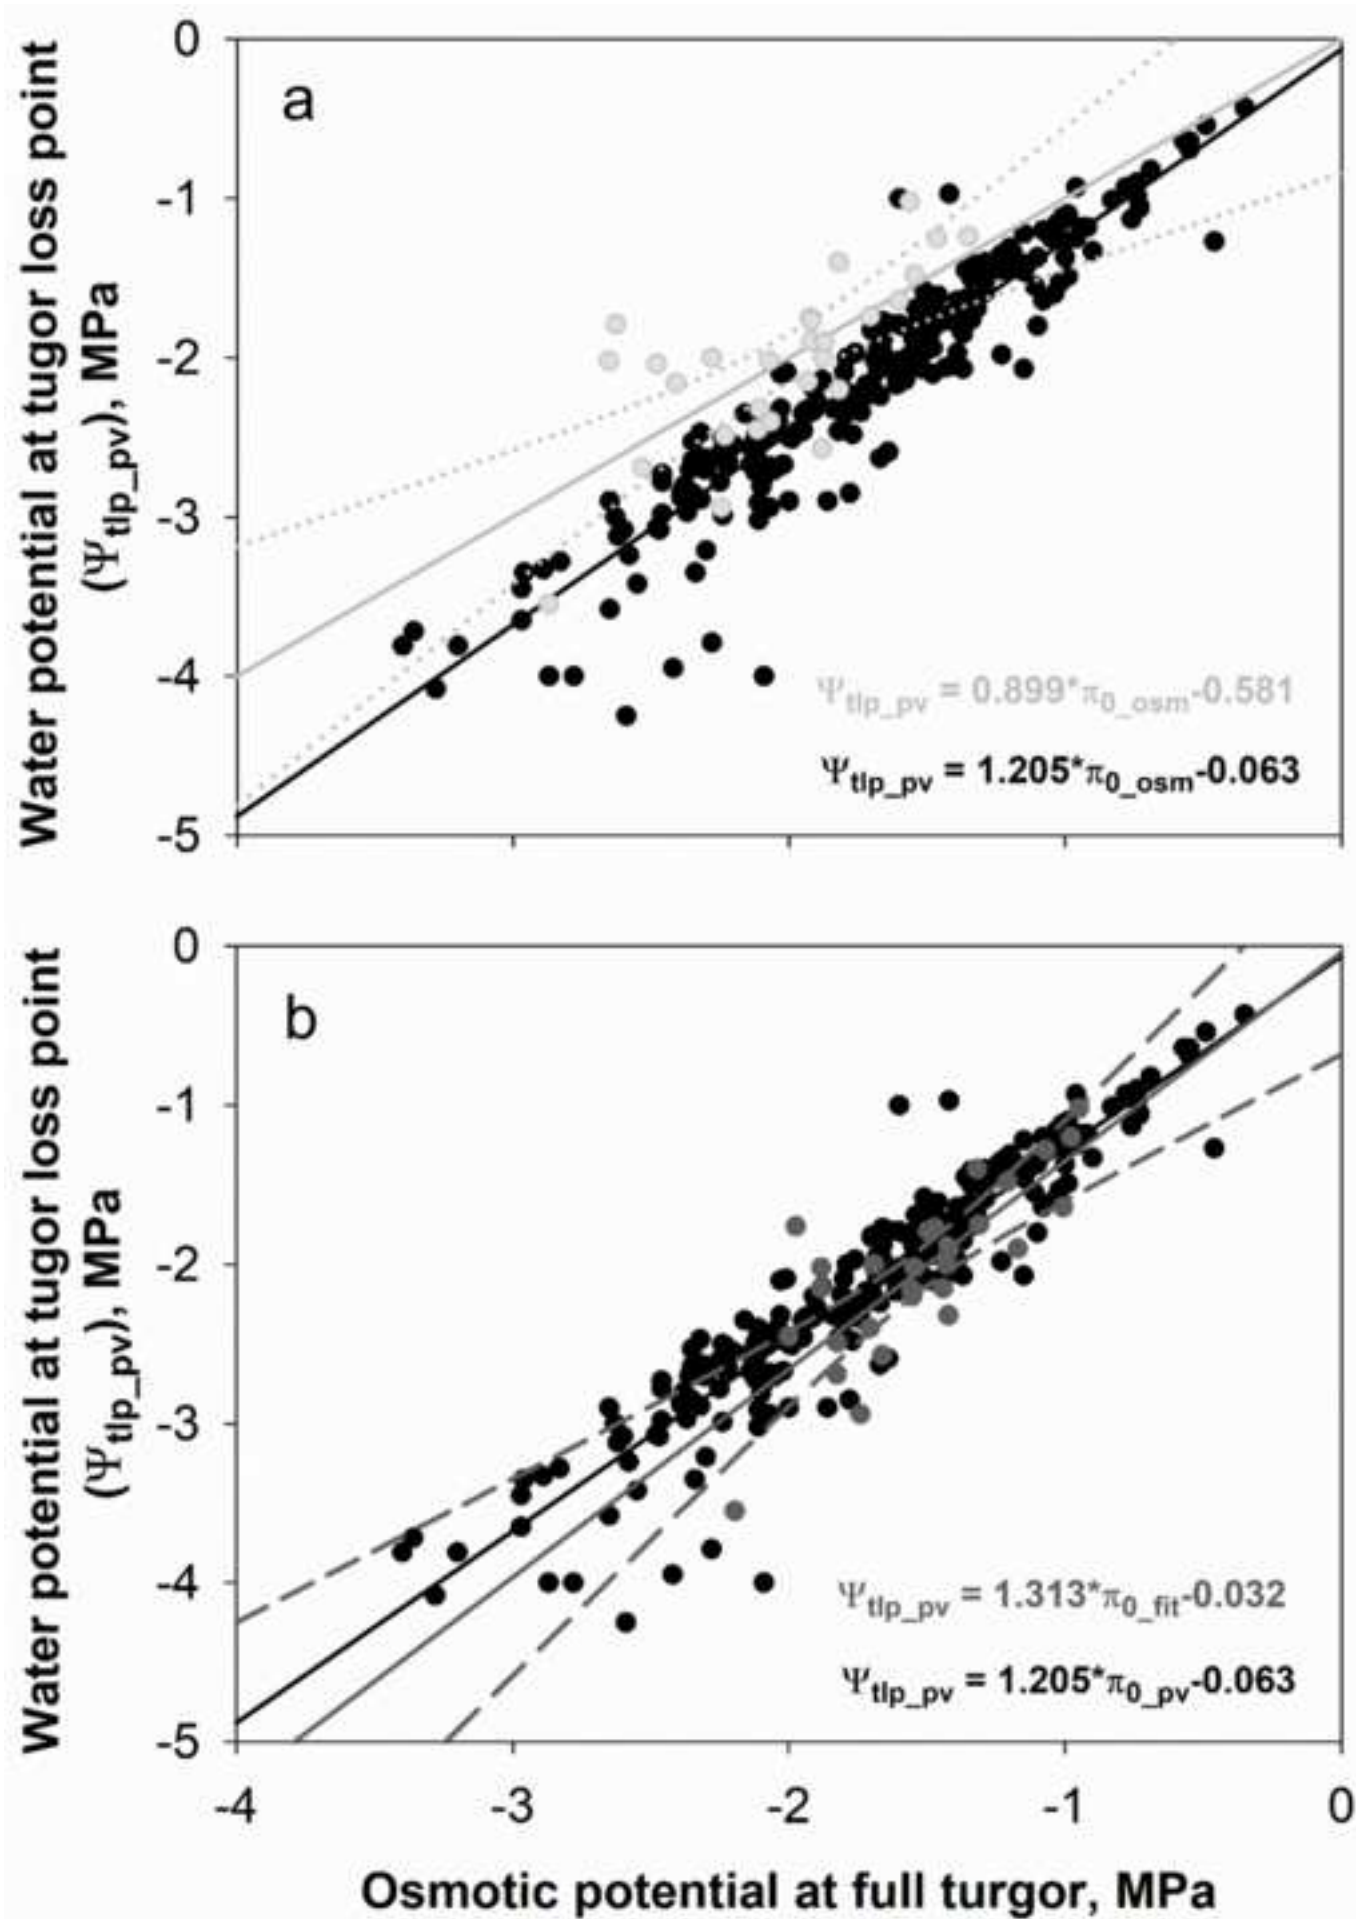 Water potential at tugor loss point
(Ψtlp_pv), MPa
0
-1
-2
-3
-4
-5
a
Ψtlp_pv = 0.899*π0_osm-0.581
Ψtlp_pv = 1.205*π0_osm-0.063
Water potential at tugor loss point
(Ψtlp_pv), MPa
0
-1
-2
-3
-4
-5
b
Ψtlp_pv = 1.313*π0_fit-0.032
Ψtlp_pv = 1.205*π0_pv-0.063
-4 -3 -2 -1 0
Osmotic potential at full turgor, MPa